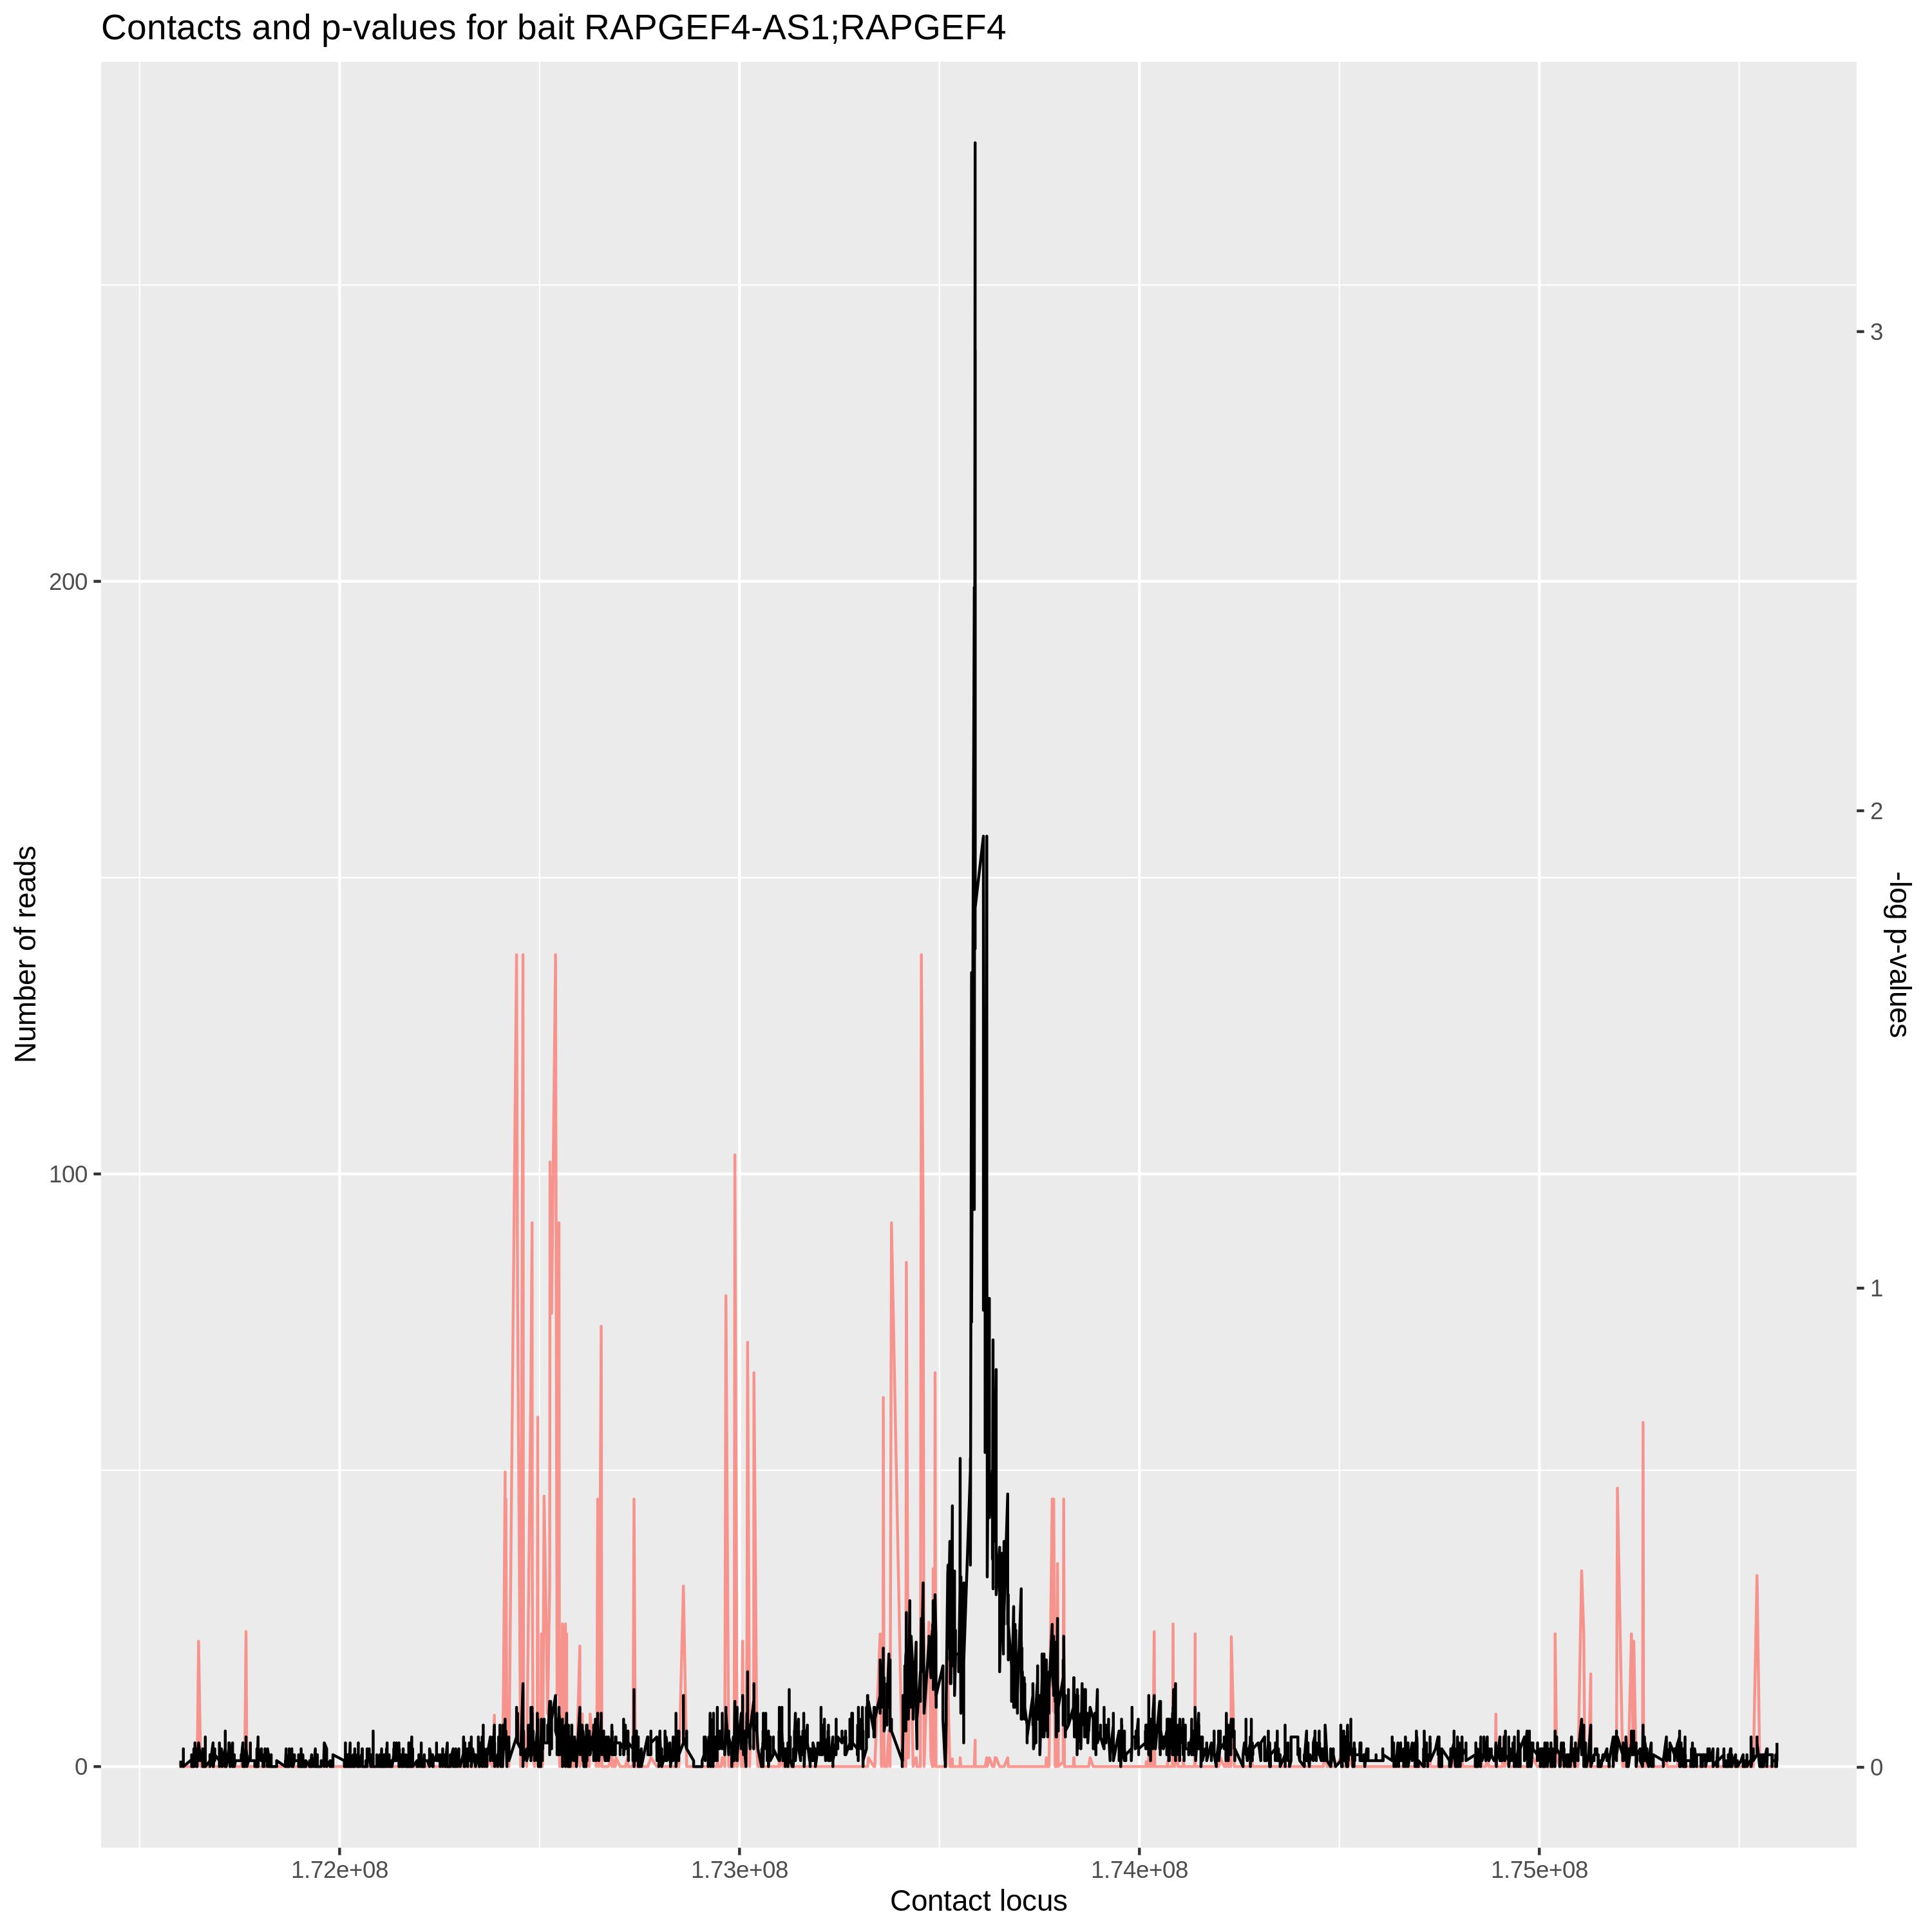 Contacts and p-values for bait RAPGEF4-AS1;RAPGEF4
Number of reads
200
100
0
3
2
1
0
-log p-values
1.72e+08
1.73e+08
1.74e+08
1.75e+08
Contact locus